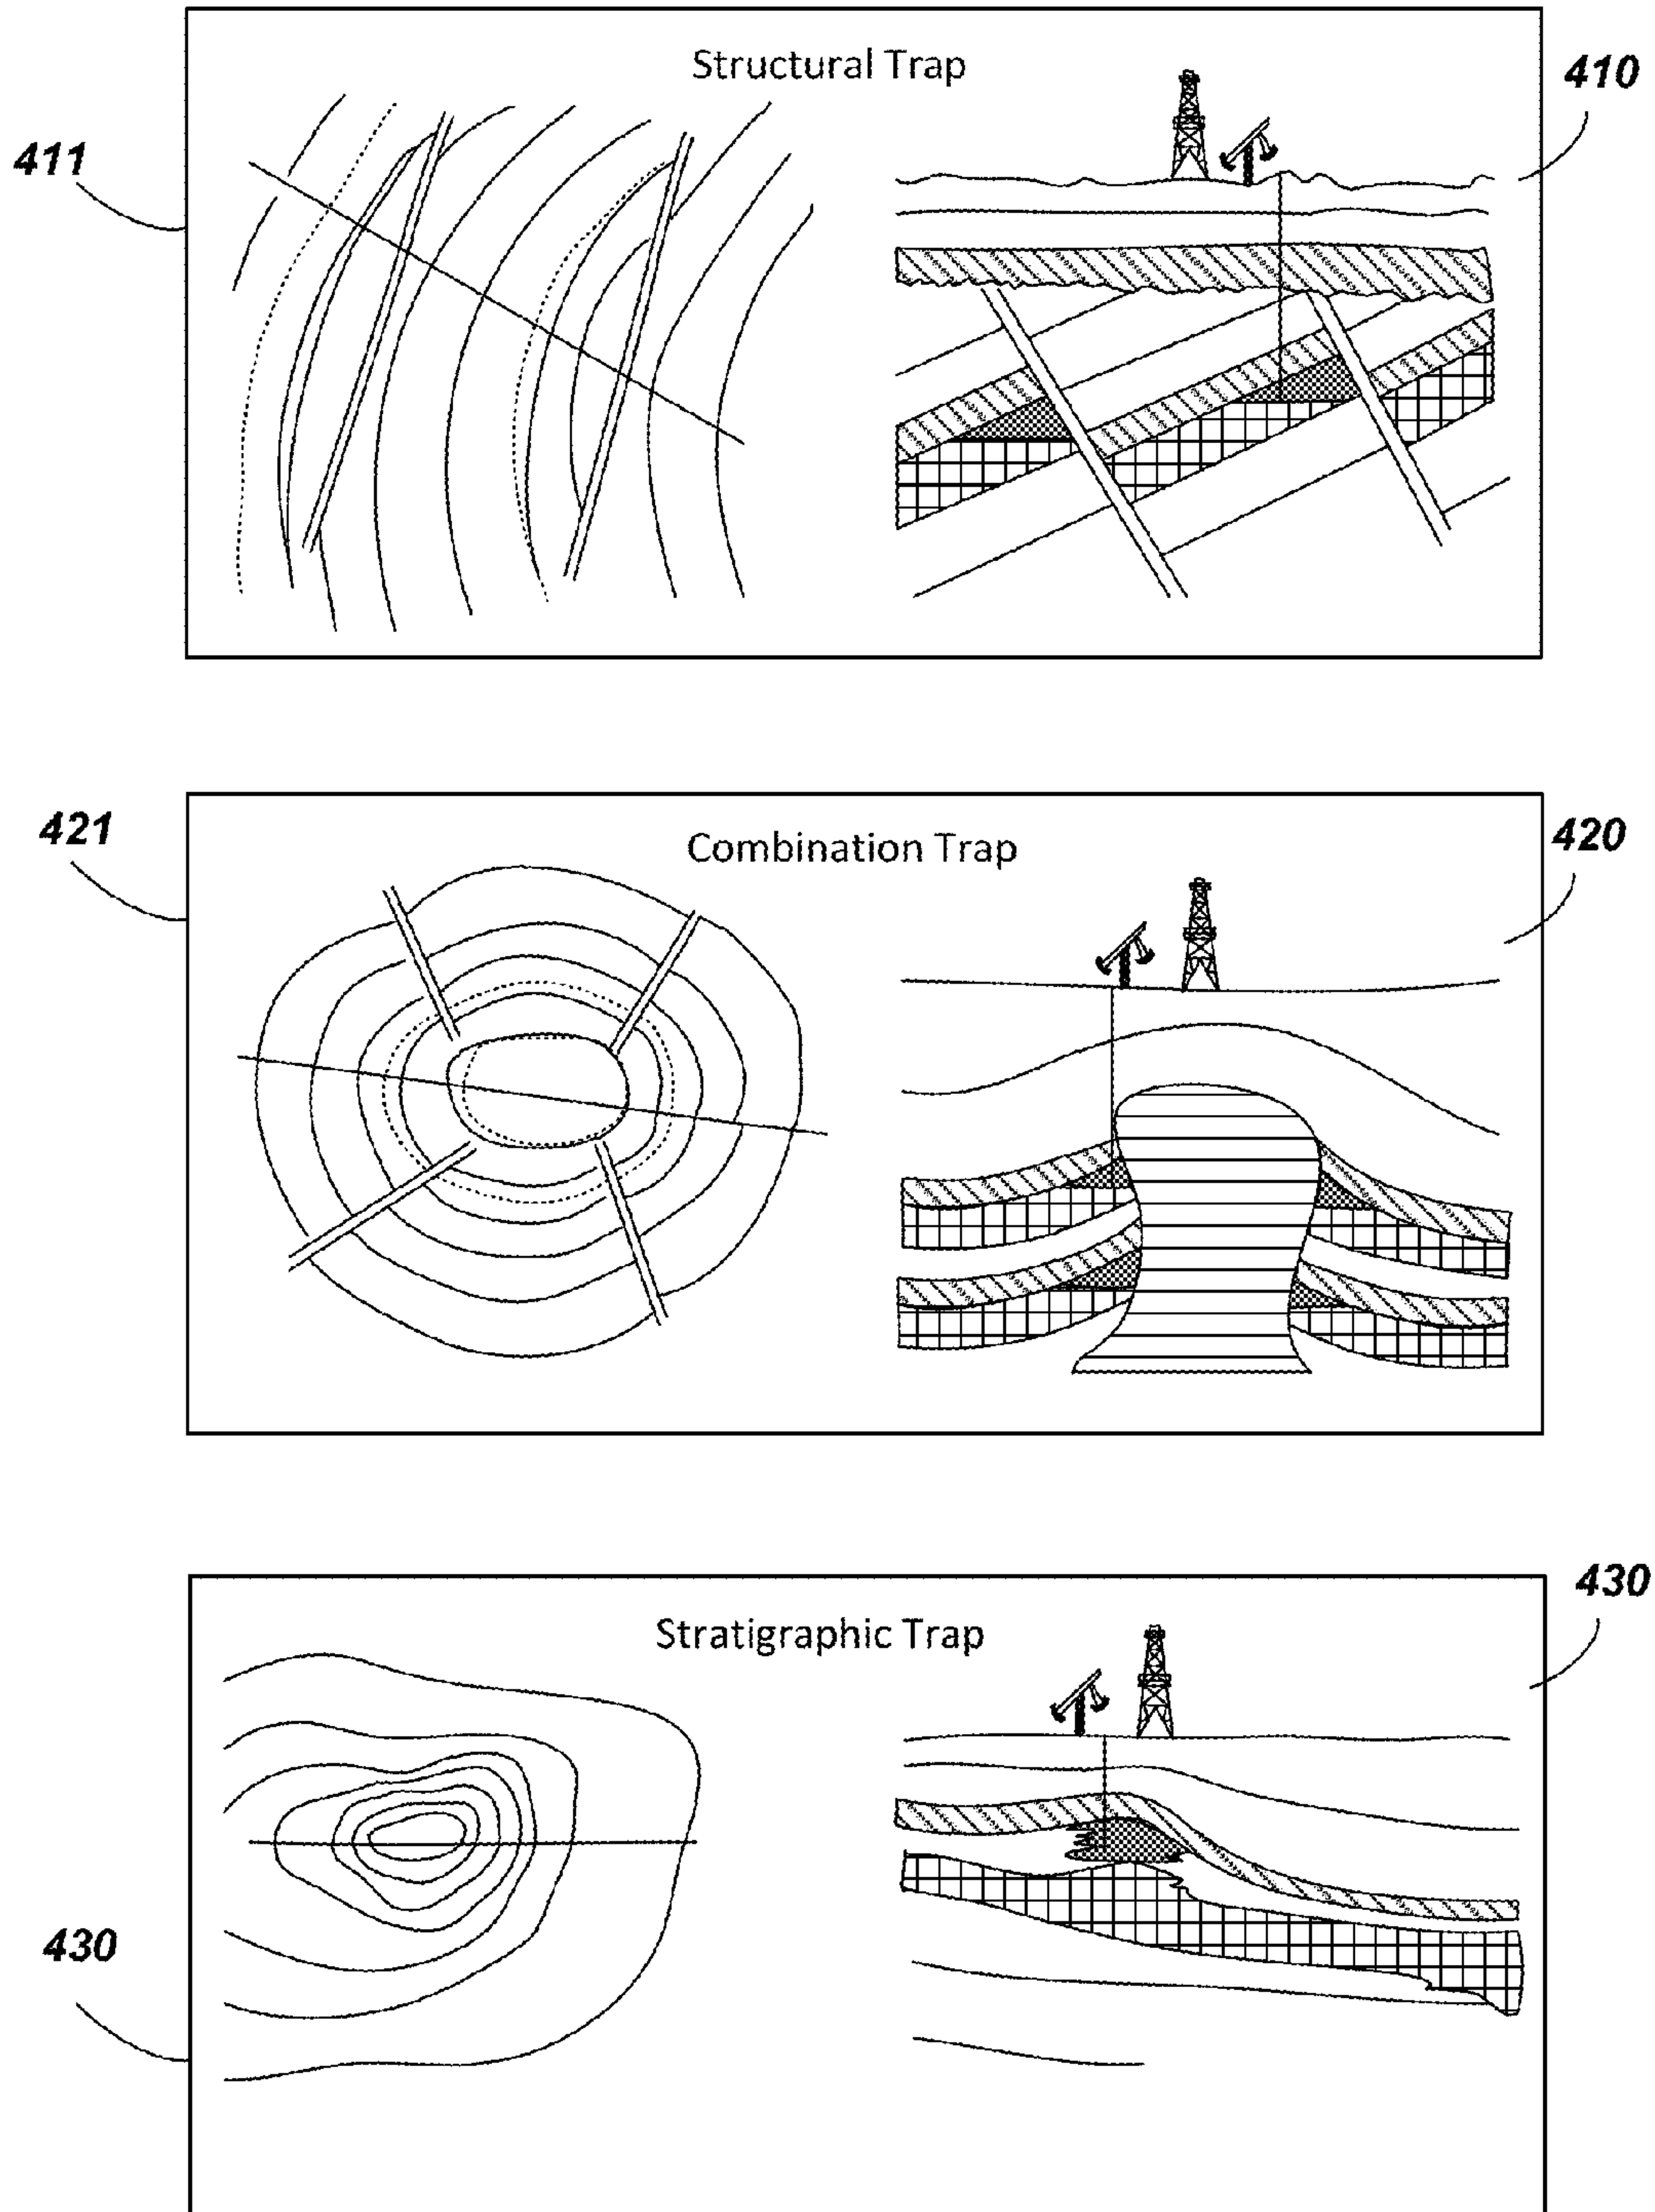 Structural Trap
410
411
421
Combination Trap
420
430
Stratigraphic Trap
430